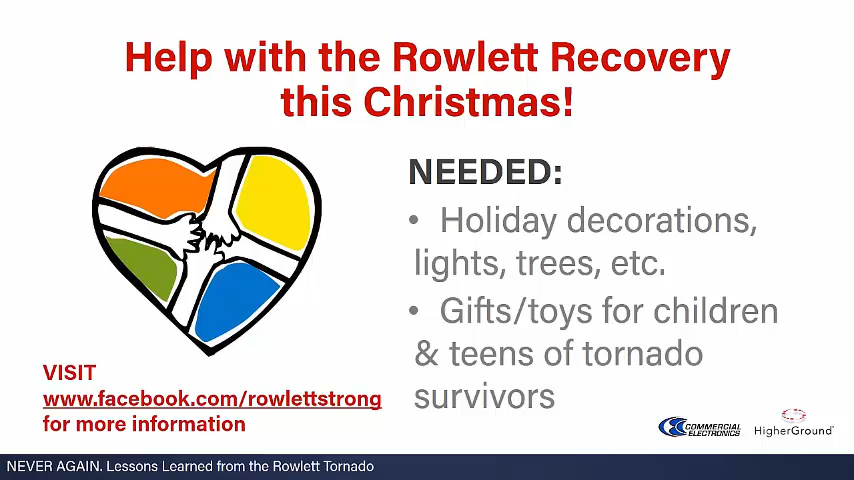 Help with the Rowlett Recovery
this Christmas!
NEEDED:
• Holiday decorations,
lights, trees, etc.
• Gifts/toys for children
& teens of tornado
survivors
VISIT
www.facebook.com/rowlettstrong
for more information
COMMERCIAL
ELECTRONICS
HigherGround
NEVER AGAIN. Lessons Learned from the Rowlett Tornado